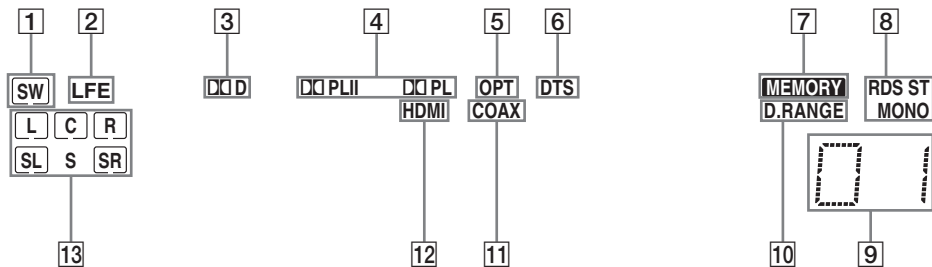 1 2 3 4 5 6 7 8
SW LFE D PLII PL OPT DTS MEMORY RDS ST
HDMI COAX D.RANGE MONO
L C R
SL S SR
01
13 12 11 10 9